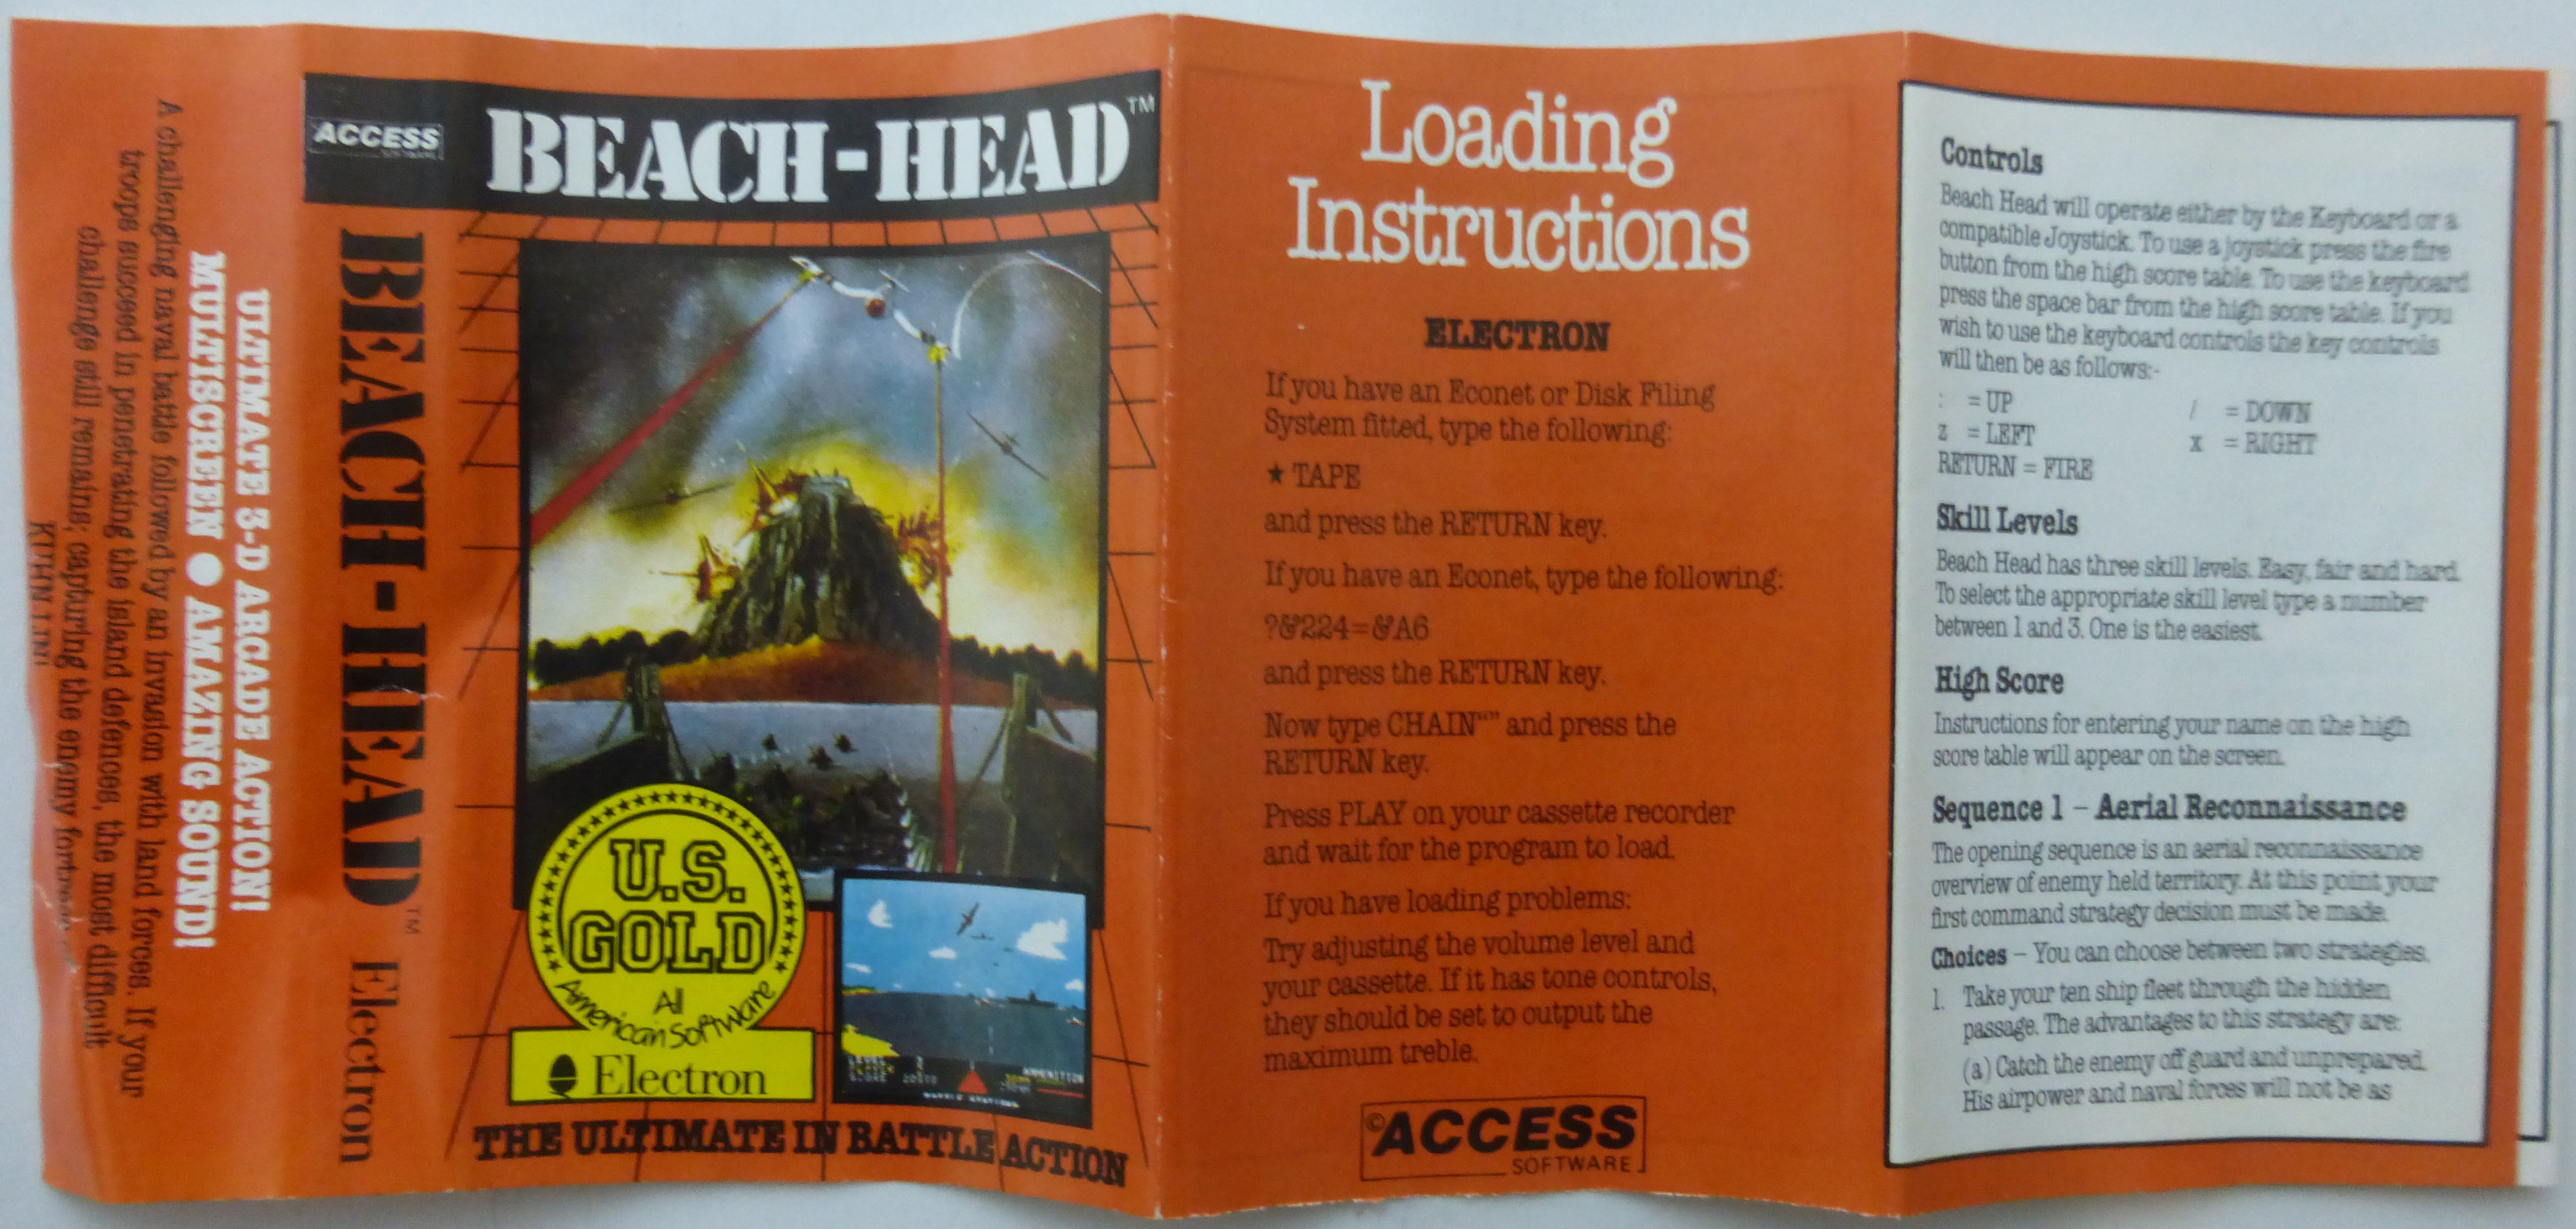 ULTIMATE 3-D ARCADE ACTION!
MULTISCREEN ● AMAZING SOUND!
A challenging naval battle followed by an invasion with land forces. If your
troops succeed in penetrating the island defences, the most difficult
challenge still remains; capturing the enemy
KUHN LIN!
BEACH-HEAD™ Electron
ACCESS
SOFTWARE
BEACH-HEAD™
U.S.
GOLD
All
American Software
Electron
AMMUNITION
THE ULTIMATE IN BATTLE ACTION
Loading
Instructions
ELECTRON
If you have an Econet or Disk Filing
System fitted, type the following:
★ TAPE
and press the RETURN key.
If you have an Econet, type the following:
?&224=&A6
and press the RETURN key.
Now type CHAIN“” and press the
RETURN key.
Press PLAY on your cassette recorder
and wait for the program to load.
If you have loading problems:
Try adjusting the volume level and
your cassette. If it has tone controls,
they should be set to output the
maximum treble.
©ACCESS
SOFTWARE
Controls
Beach Head will operate either by the Keyboard or a
compatible Joystick. To use a joystick press the fire
button from the high score table. To use the keyboard
press the space bar from the high score table. If you
wish to use the keyboard controls the key controls
will then be as follows:-
: = UP / = DOWN
z = LEFT x = RIGHT
RETURN = FIRE
Skill Levels
Beach Head has three skill levels. Easy, fair and hard.
To select the appropriate skill level type a number
between 1 and 3. One is the easiest.
High Score
Instructions for entering your name on the high
score table will appear on the screen.
Sequence 1 – Aerial Reconnaissance
The opening sequence is an aerial reconnaissance
overview of enemy held territory. At this point your
first command strategy decision must be made.
Choices – You can choose between two strategies.
1. Take your ten ship fleet through the hidden
passage. The advantages to this strategy are:
(a) Catch the enemy off guard and unprepared.
His airpower and naval forces will not be as